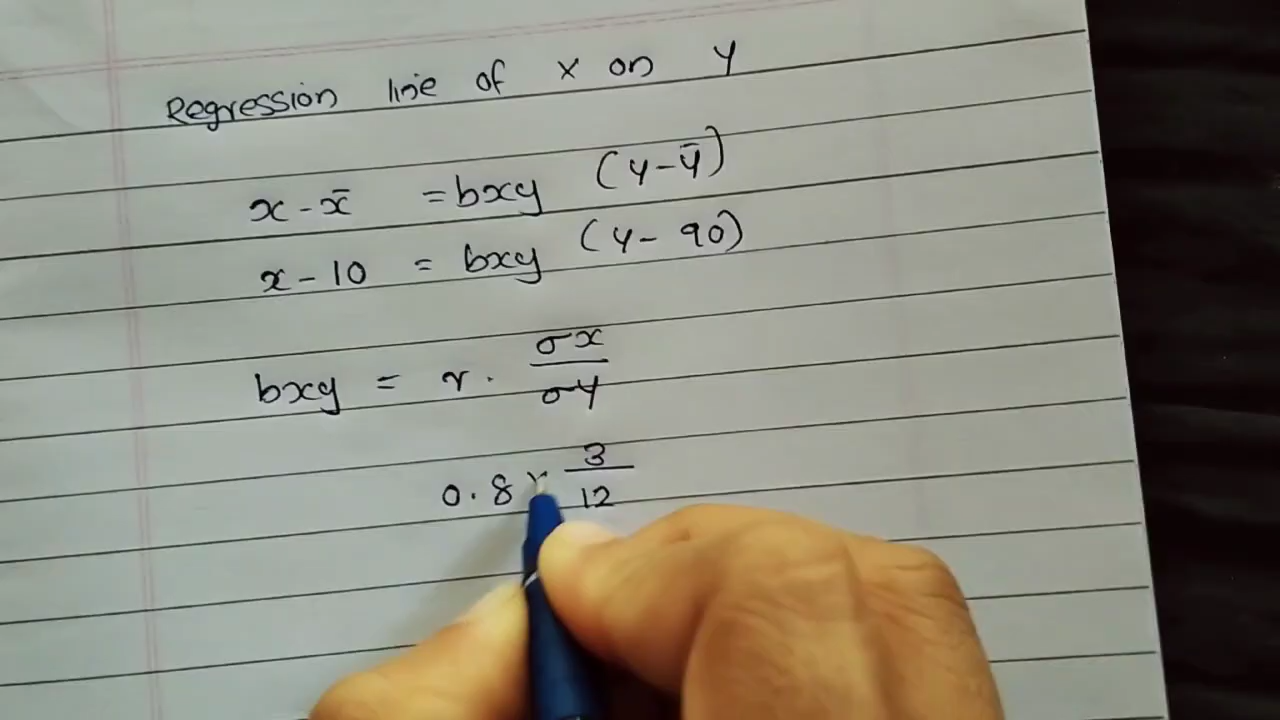 Regression line of x on y
x - x̄ = bxy (y - ȳ)
x - 10 = bxy (y - 90)
bxy = r. σx/σy
0.8 × 3/12